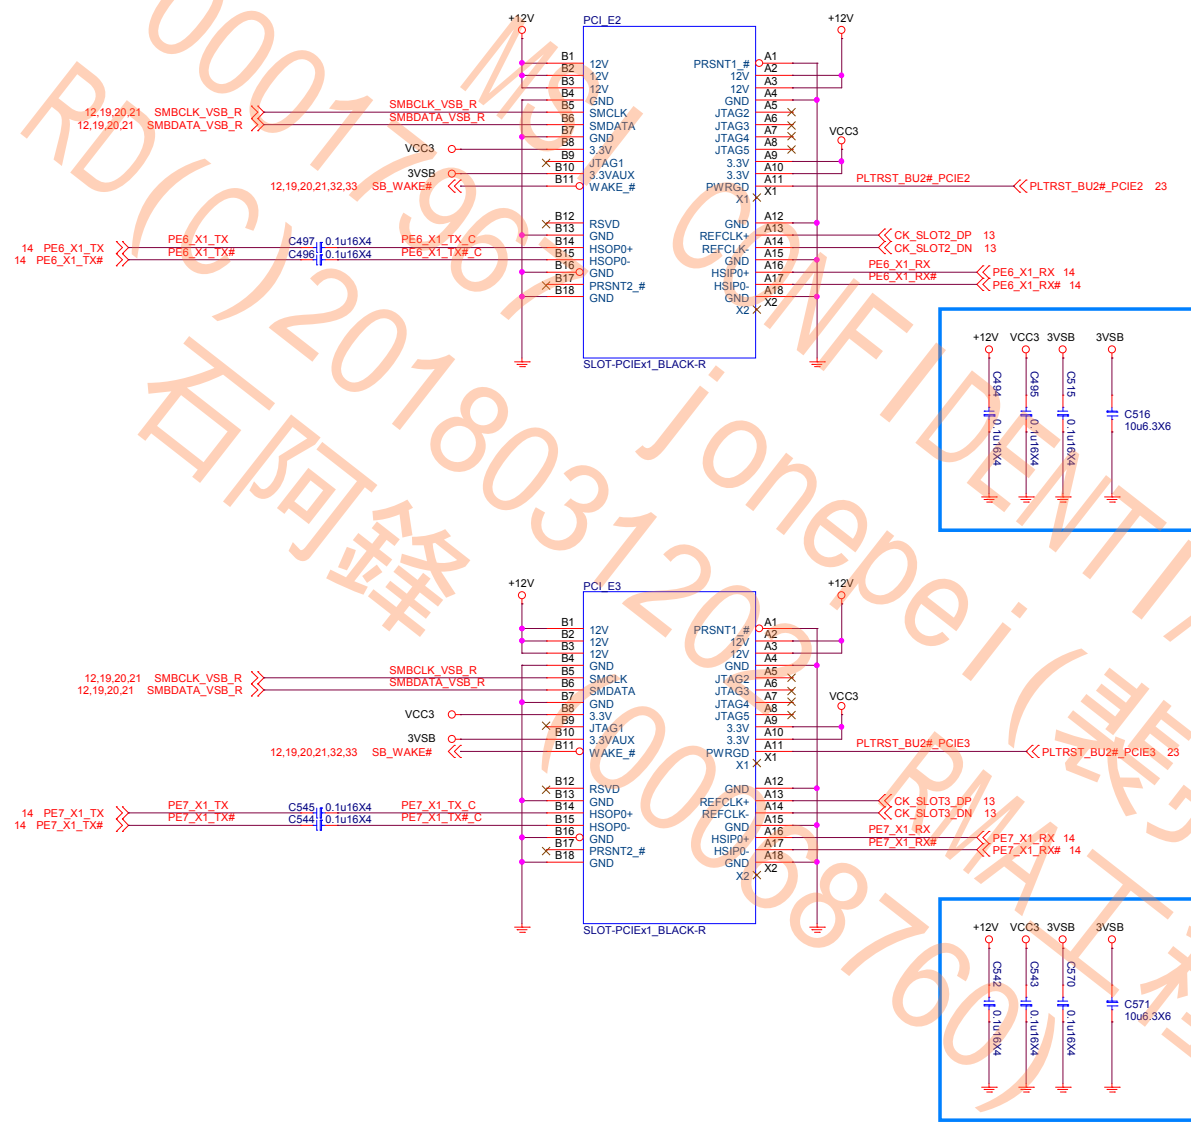 +12V PCI_E2 +12V
B1 12V PRSNT1_# A1
B2 12V 12V A2
B3 12V 12V A3
B4 GND GND A4
12,19,20,21 SMBCLK_VSB_R SMBCLK_VSB_R B5 SMCLK JTAG2 A5
12,19,20,21 SMBDATA_VSB_R SMBDATA_VSB_R B6 SMDATA JTAG3 A6
B7 GND JTAG4 A7 VCC3
VCC3 B8 3.3V JTAG5 A8
B9 JTAG1 3.3V A9
3VSB B10 3.3VAUX 3.3V A10
12,19,20,21,32,33 SB_WAKE# B11 WAKE_# PWRGD A11 PLTRST_BU2#_PCIE2 PLTRST_BU2#_PCIE2 23
X1 X1
B12 RSVD GND A12
B13 GND REFCLK+ A13 CK_SLOT2_DP 13
14 PE6_X1_TX PE6_X1_TX C497 0.1u16X4 PE6_X1_TX_C B14 HSOP0+ REFCLK- A14 CK_SLOT2_DN 13
14 PE6_X1_TX# PE6_X1_TX# C496 0.1u16X4 PE6_X1_TX#_C B15 HSOP0- GND A15
B16 GND HSIP0+ A16 PE6_X1_RX PE6_X1_RX 14
B17 PRSNT2_# HSIP0- A17 PE6_X1_RX# PE6_X1_RX# 14
B18 GND GND A18
X2 X2
SLOT-PCIEx1_BLACK-R
+12V VCC3 3VSB 3VSB
C494 C495 C515 C516
0.1u16X4 0.1u16X4 0.1u16X4 10u6.3X6
+12V PCI_E3 +12V
B1 12V PRSNT1_# A1
B2 12V 12V A2
B3 12V 12V A3
B4 GND GND A4
12,19,20,21 SMBCLK_VSB_R SMBCLK_VSB_R B5 SMCLK JTAG2 A5
12,19,20,21 SMBDATA_VSB_R SMBDATA_VSB_R B6 SMDATA JTAG3 A6
B7 GND JTAG4 A7 VCC3
VCC3 B8 3.3V JTAG5 A8
B9 JTAG1 3.3V A9
3VSB B10 3.3VAUX 3.3V A10
12,19,20,21,32,33 SB_WAKE# B11 WAKE_# PWRGD A11 PLTRST_BU2#_PCIE3 PLTRST_BU2#_PCIE3 23
X1 X1
B12 RSVD GND A12
B13 GND REFCLK+ A13 CK_SLOT3_DP 13
14 PE7_X1_TX PE7_X1_TX C545 0.1u16X4 PE7_X1_TX_C B14 HSOP0+ REFCLK- A14 CK_SLOT3_DN 13
14 PE7_X1_TX# PE7_X1_TX# C544 0.1u16X4 PE7_X1_TX#_C B15 HSOP0- GND A15
B16 GND HSIP0+ A16 PE7_X1_RX PE7_X1_RX 14
B17 PRSNT2_# HSIP0- A17 PE7_X1_RX# PE7_X1_RX# 14
B18 GND GND A18
X2 X2
SLOT-PCIEx1_BLACK-R
+12V VCC3 3VSB 3VSB
C542 C543 C570 C571
0.1u16X4 0.1u16X4 0.1u16X4 10u6.3X6
MSI CONFIDENTIA
RD(C)2018031202
石阿鋒
jonepei(裴
(00068760)
RMA工程